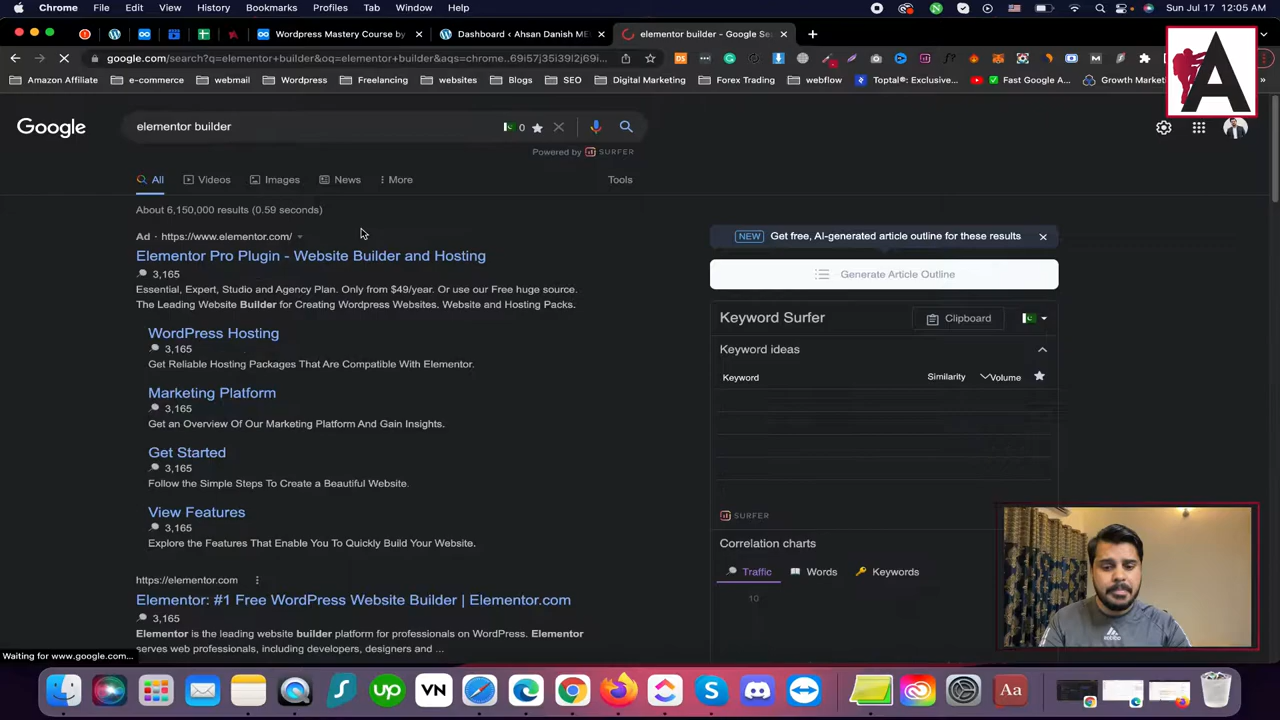 Chrome File Edit View History Bookmarks Profiles Tab Window Help Sun Jul 17 12:05 AM
Wordpress Mastery Course by Dashboard < Ahsan Danish ME elementor builder - Google Se
google.com/search?q=elementor+builder&oq=elementor+builder&aqs=chrome..69i57j35i39l2j69i...
Amazon Affiliate e-commerce webmail Wordpress Freelancing websites Blogs SEO Digital Marketing Forex Trading webflow Toptal®: Exclusive... Fast Google A... Growth Market
A
Google elementor builder 0
Powered by SURFER
All Videos Images News More Tools
About 6,150,000 results (0.59 seconds)
Ad · https://www.elementor.com/
Elementor Pro Plugin - Website Builder and Hosting
3,165
Essential, Expert, Studio and Agency Plan. Only from $49/year. Or use our Free huge source.
The Leading Website Builder for Creating Wordpress Websites. Website and Hosting Packs.
WordPress Hosting
3,165
Get Reliable Hosting Packages That Are Compatible With Elementor.
Marketing Platform
3,165
Get an Overview Of Our Marketing Platform And Gain Insights.
Get Started
3,165
Follow the Simple Steps To Create a Beautiful Website.
View Features
3,165
Explore the Features That Enable You To Quickly Build Your Website.
https://elementor.com
Elementor: #1 Free WordPress Website Builder | Elementor.com
3,165
Elementor is the leading website builder platform for professionals on WordPress. Elementor
serves web professionals, including developers, designers and ...
NEW Get free, AI-generated article outline for these results
Generate Article Outline
Keyword Surfer Clipboard
Keyword ideas
Keyword Similarity Volume
SURFER
Correlation charts
Traffic Words Keywords
10
Waiting for www.google.com...
up VN S Aa